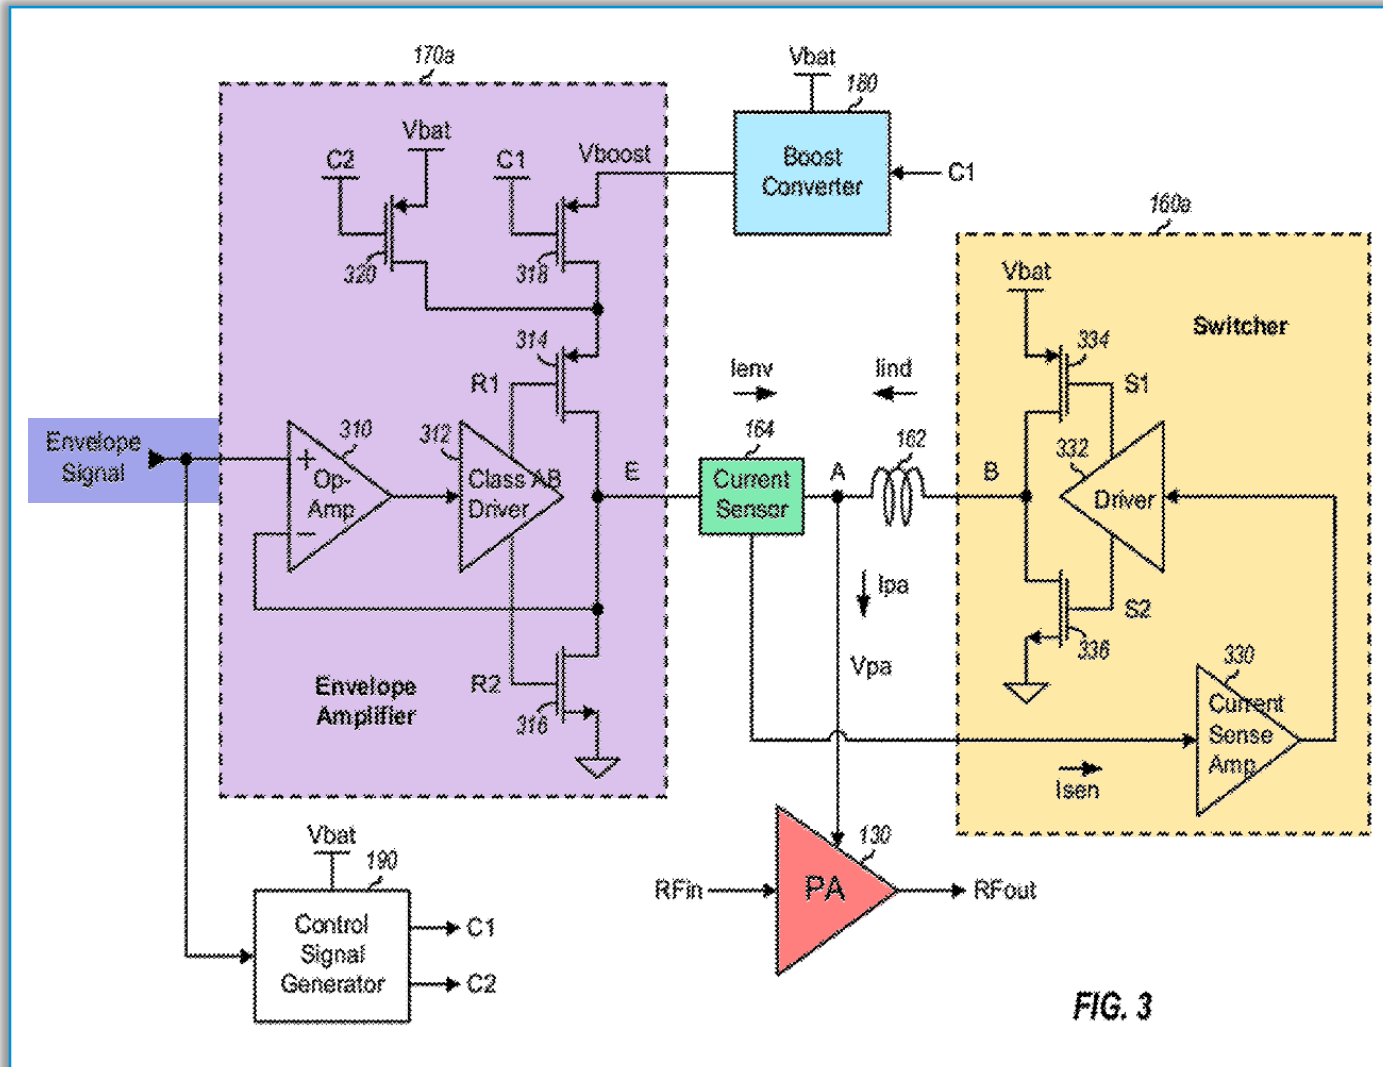 170a
Vbat
180
Vbat
C2
C1
Vboost
Boost
Converter
C1
160a
320
318
Vbat
Switcher
314
334
R1
Ienv
Iind
S1
Envelope
Signal
310
+
Op-
Amp
−
312
Class AB
Driver
E
164
Current
Sensor
A
162
B
332
Driver
Ipa
S2
336
Vpa
330
Current
Sense
Amp
Isen
R2
316
Envelope
Amplifier
Vbat
190
Control
Signal
Generator
C1
C2
130
RFin
PA
RFout
FIG. 3